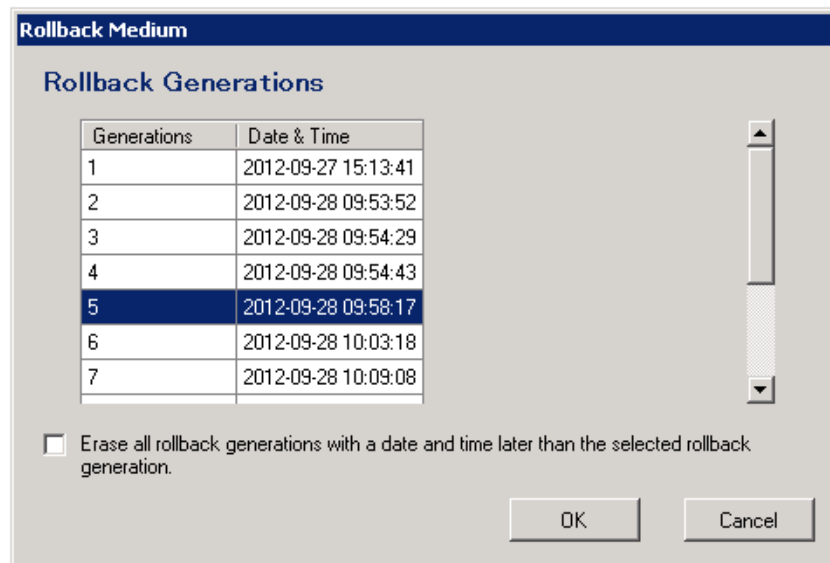 Rollback Medium
Rollback Generations
Generations Date & Time
1 2012-09-27 15:13:41
2 2012-09-28 09:53:52
3 2012-09-28 09:54:29
4 2012-09-28 09:54:43
5 2012-09-28 09:58:17
6 2012-09-28 10:03:18
7 2012-09-28 10:09:08
Erase all rollback generations with a date and time later than the selected rollback
generation.
OK Cancel